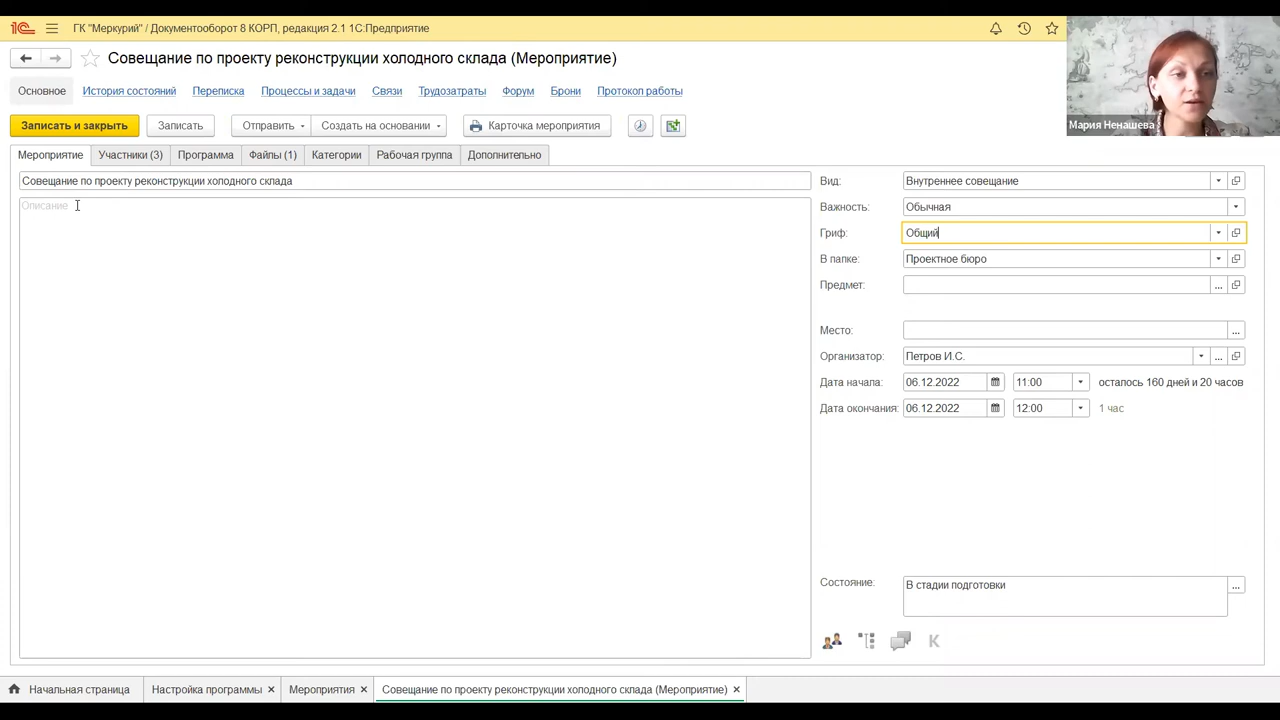 ГК "Меркурий" / Документооборот 8 КОРП, редакция 2.1 1С:Предприятие
Совещание по проекту реконструкции холодного склада (Мероприятие)
Основное История состояний Переписка Процессы и задачи Связи Трудозатраты Форум Брони Протокол работы
Мария Ненашева
Записать и закрыть Записать Отправить Создать на основании Карточка мероприятия
Мероприятие Участники (3) Программа Файлы (1) Категории Рабочая группа Дополнительно
Совещание по проекту реконструкции холодного склада
Описание
Вид: Внутреннее совещание
Важность: Обычная
Гриф: Общий
В папке: Проектное бюро
Предмет:
Место:
Организатор: Петров И.С.
Дата начала: 06.12.2022 11:00 осталось 160 дней и 20 часов
Дата окончания: 06.12.2022 12:00 1 час
Состояние: В стадии подготовки
К
Начальная страница Настройка программы Мероприятия Совещание по проекту реконструкции холодного склада (Мероприятие)